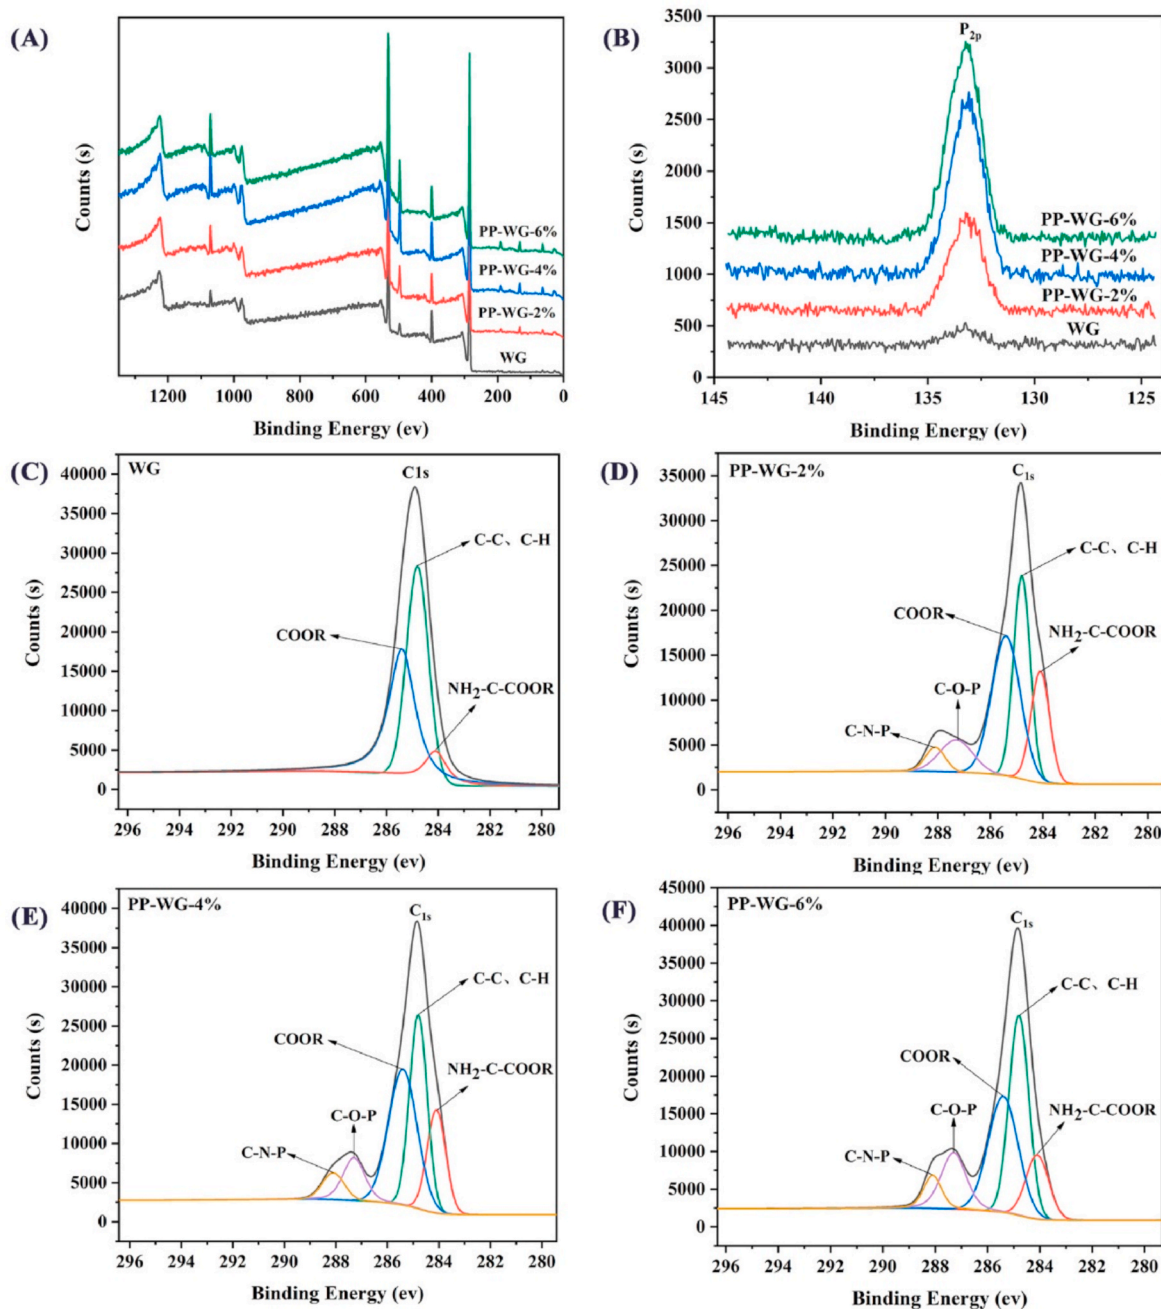 (A)
Counts (s)
PP-WG-6%
PP-WG-4%
PP-WG-2%
WG
1200 1000 800 600 400 200 0
Binding Energy (ev)
(B)
Counts (s)
3500
3000
2500
2000
1500
1000
500
0
P2p
PP-WG-6%
PP-WG-4%
PP-WG-2%
WG
145 140 135 130 125
Binding Energy (ev)
(C)
WG
Counts (s)
40000
35000
30000
25000
20000
15000
10000
5000
0
C1s
C-C、C-H
COOR
NH2-C-COOR
296 294 292 290 288 286 284 282 280
Binding Energy (ev)
(D)
PP-WG-2%
Counts (s)
35000
30000
25000
20000
15000
10000
5000
0
C1s
C-C、C-H
COOR
NH2-C-COOR
C-O-P
C-N-P
296 294 292 290 288 286 284 282 280
Binding Energy (ev)
(E)
PP-WG-4%
Counts (s)
40000
35000
30000
25000
20000
15000
10000
5000
0
C1s
C-C、C-H
COOR
NH2-C-COOR
C-O-P
C-N-P
296 294 292 290 288 286 284 282 280
Binding Energy (ev)
(F)
PP-WG-6%
Counts (s)
45000
40000
35000
30000
25000
20000
15000
10000
5000
0
C1s
C-C、C-H
COOR
C-O-P
NH2-C-COOR
C-N-P
296 294 292 290 288 286 284 282 280
Binding Energy (ev)